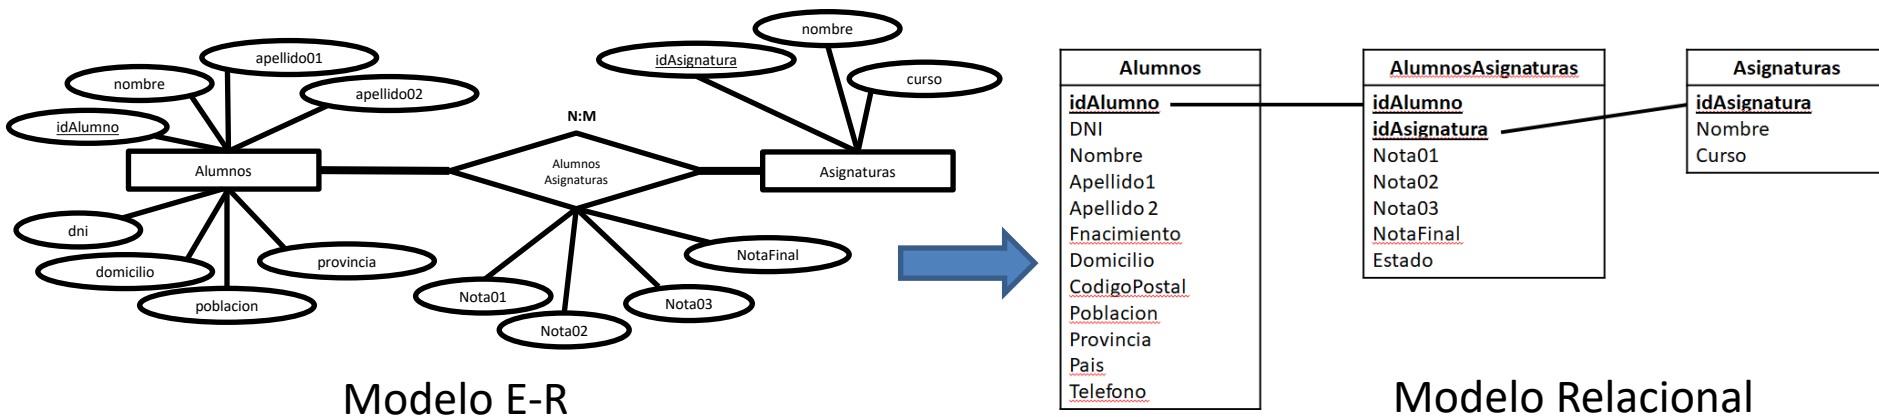 nombre
apellido01
idAsignatura
nombre
curso
apellido02
idAlumno
N:M
Alumnos
Alumnos
Asignaturas
Asignaturas
dni
domicilio
provincia
poblacion
NotaFinal
Nota01
Nota03
Nota02
Modelo E-R
Alumnos
idAlumno
DNI
Nombre
Apellido1
Apellido 2
Fnacimiento
Domicilio
CodigoPostal
Poblacion
Provincia
Pais
Telefono
AlumnosAsignaturas
idAlumno
idAsignatura
Nota01
Nota02
Nota03
NotaFinal
Estado
Asignaturas
idAsignatura
Nombre
Curso
Modelo Relacional